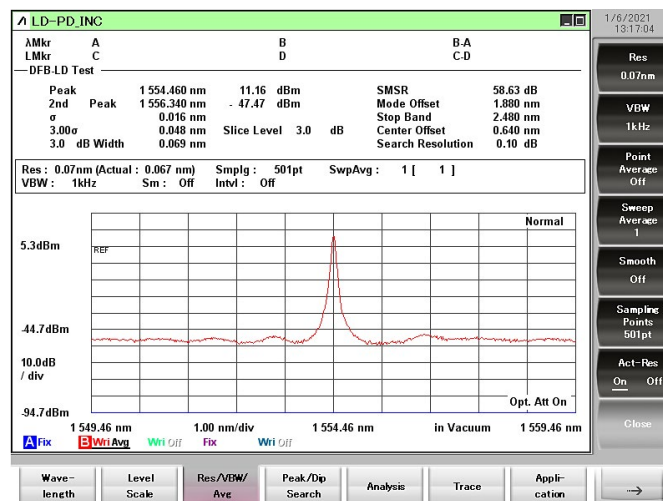 LD-PD_INC
1/6/2021
13:17:04
λMkr A B B-A
LMkr C D C-D
DFB-LD Test
Peak 1 554.460 nm 11.16 dBm SMSR 58.63 dB
2nd Peak 1 556.340 nm - 47.47 dBm Mode Offset 1.880 nm
σ 0.016 nm Stop Band 2.480 nm
3.00σ 0.048 nm Slice Level 3.0 dB Center Offset 0.640 nm
3.0 dB Width 0.069 nm Search Resolution 0.10 dB
Res : 0.07nm (Actual : 0.067 nm) Smplg : 501pt SwpAvg : 1 [ 1 ]
VBW : 1kHz Sm : Off Intvl : Off
Normal
5.3dBm
REF
-44.7dBm
10.0dB
/ div
Opt. Att On
-94.7dBm
1 549.46 nm 1.00 nm/div 1 554.46 nm in Vacuum 1 559.46 nm
A Fix B Wri Avg Wri Off Fix Wri Off
Res
0.07nm
VBW
1kHz
Point
Average
Off
Sweep
Average
1
Smooth
Off
Sampling
Points
501pt
Act-Res
On Off
Close
Wave-
length
Level
Scale
Res/VBW/
Avg
Peak/Dip
Search
Analysis
Trace
Appli-
cation
→